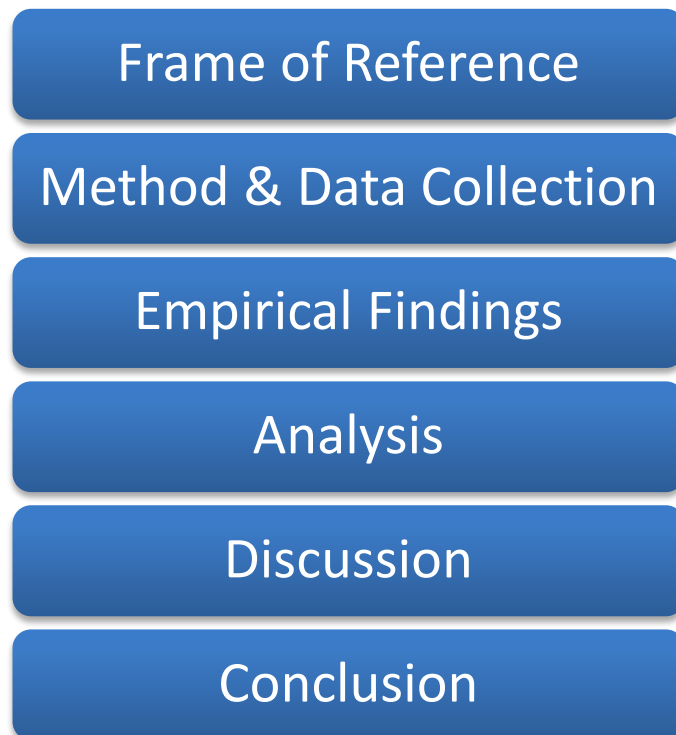 Frame of Reference
Method & Data Collection
Empirical Findings
Analysis
Discussion
Conclusion